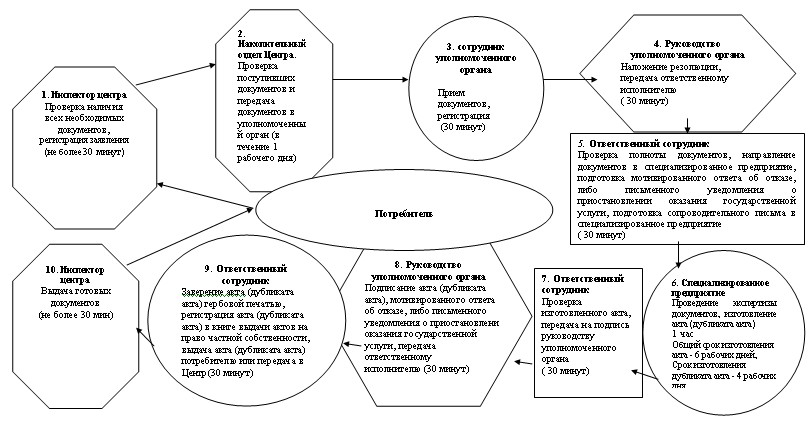 1. Инспектор центра
Проверка наличия
всех необходимых
документов,
регистрация заявления
(не более 30 минут)
2.
Накопительный
отдел Центра.
Проверка
поступивших
документов и
передача
документов в
уполномоченны
й орган (в
течение 1
рабочего дня)
3. сотрудник
уполномоченного
органа
Прием
документов,
регистрация
(30 минут)
4. Руководство
уполномоченного органа
Наложение резолюции,
передача ответственному
исполнителю
( 30 минут)
5. Ответственный сотрудник
Проверка полноты документов, направление
документов в специализированное предприятие,
подготовка мотивированного ответа об отказе,
либо письменного уведомления о
приостановлении оказания государственной
услуги, подготовка сопроводительного письма в
специализированное предприятие
( 30 минут)
Потребитель
6. Специализированное
предприятие
Проведение экспертизы
документов, изготовление
акта (дубликата акта)
1 час
Общий срок изготовления
акта - 6 рабочих дней,
Срок изготовления
дубликата акта - 4 рабочих
дня
7. Ответственный
сотрудник
Проверка
изготовленного акта,
передача на подпись
руководству
уполномоченного
органа
( 30 минут)
8. Руководство
уполномоченного органа
Подписание акта (дубликата
акта), мотивированного ответа
об отказе, либо письменного
уведомления о приостановлени
оказания государственной
услуги, передача
ответственному
исполнителю (30 минут)
9. Ответственный
сотрудник
Заверение акта (дубликата
акта) гербовой печатью,
регистрация акта (дубликата
акта) в книге выдачи актов на
право частной собственности,
выдача акта (дубликата акта)
потребителю или передача в
Центр(30 минут)
10. Инспектор
центра
Выдача готовых
документов
(не более 30 мин)